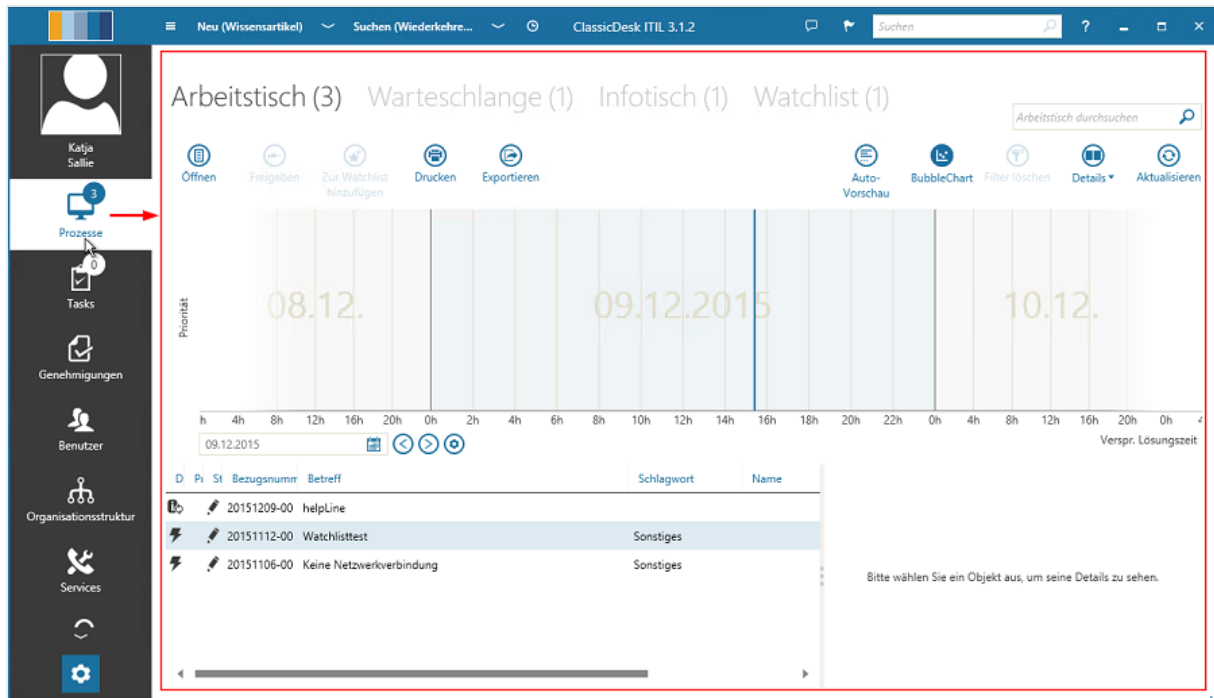 Neu (Wissensartikel) Suchen (Wiederkehre... ClassicDesk ITIL 3.1.2 Suchen ?
Katja
Sallie
3
Prozesse
0
Tasks
Genehmigungen
Benutzer
Organisationsstruktur
Services
Arbeitstisch (3) Warteschlange (1) Infotisch (1) Watchlist (1)
Arbeitstisch durchsuchen
Öffnen Freigeben Zur Watchlist hinzufügen Drucken Exportieren Auto-Vorschau BubbleChart Filter löschen Details Aktualisieren
Priorität
08.12. 09.12.2015 10.12.
h 4h 8h 12h 16h 20h 0h 2h 4h 6h 8h 10h 12h 14h 16h 18h 20h 22h 0h 4h 8h 12h 16h 20h 0h 4
Verspr. Lösungszeit
09.12.2015
D Pr St Bezugsnumm Betreff Schlagwort Name
20151209-00 helpLine
20151112-00 Watchlisttest Sonstiges
20151106-00 Keine Netzwerkverbindung Sonstiges
Bitte wählen Sie ein Objekt aus, um seine Details zu sehen.